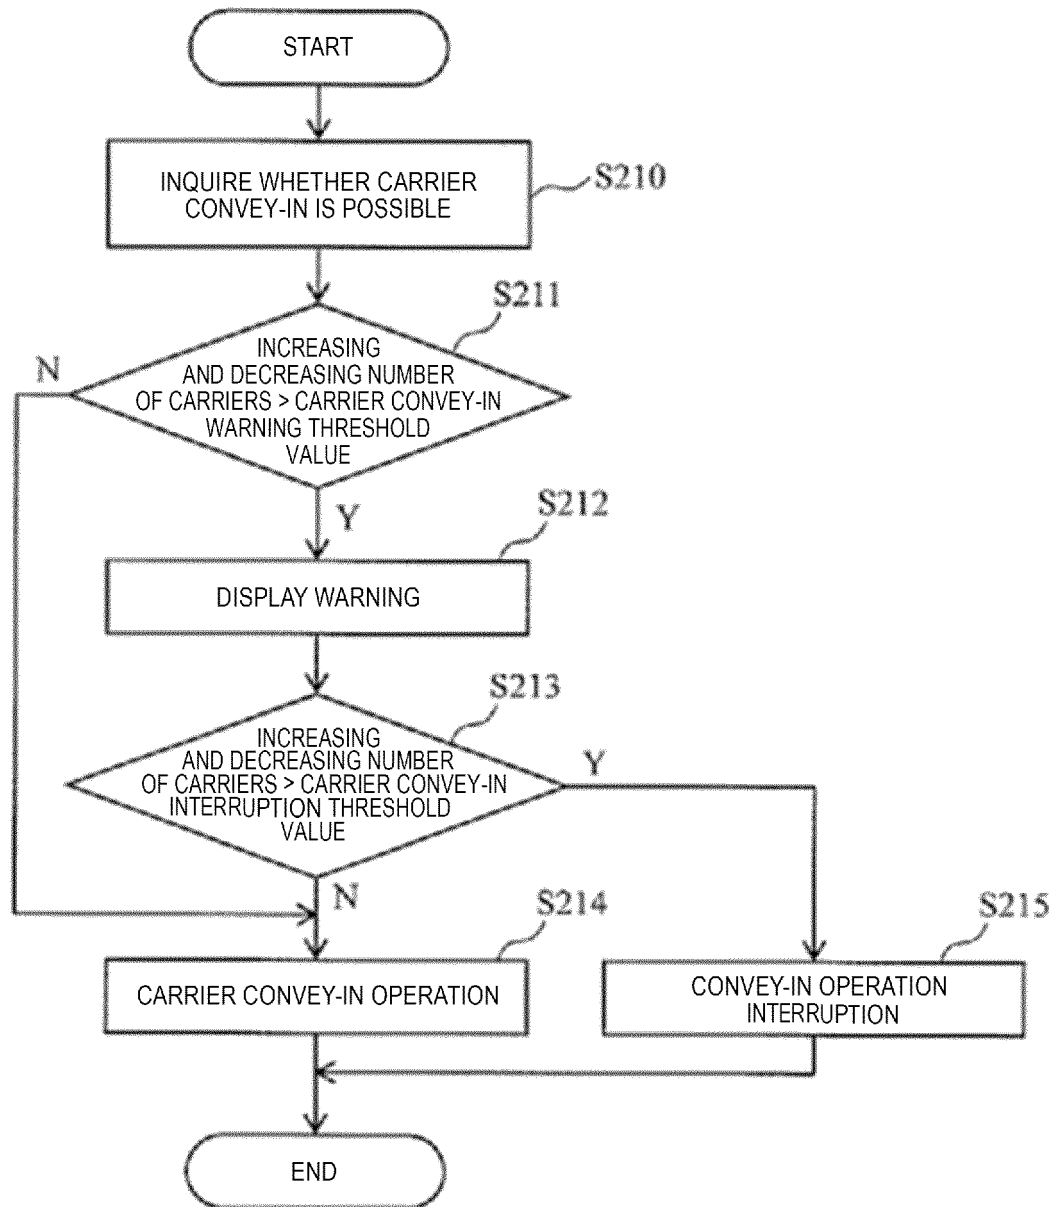 START
INQUIRE WHETHER CARRIER
CONVEY-IN IS POSSIBLE
S210
S211
INCREASING
AND DECREASING NUMBER
OF CARRIERS > CARRIER CONVEY-IN
WARNING THRESHOLD
VALUE
N
Y
S212
DISPLAY WARNING
S213
INCREASING
AND DECREASING NUMBER
OF CARRIERS > CARRIER CONVEY-IN
INTERRUPTION THRESHOLD
VALUE
Y
N
S214
CARRIER CONVEY-IN OPERATION
S215
CONVEY-IN OPERATION
INTERRUPTION
END